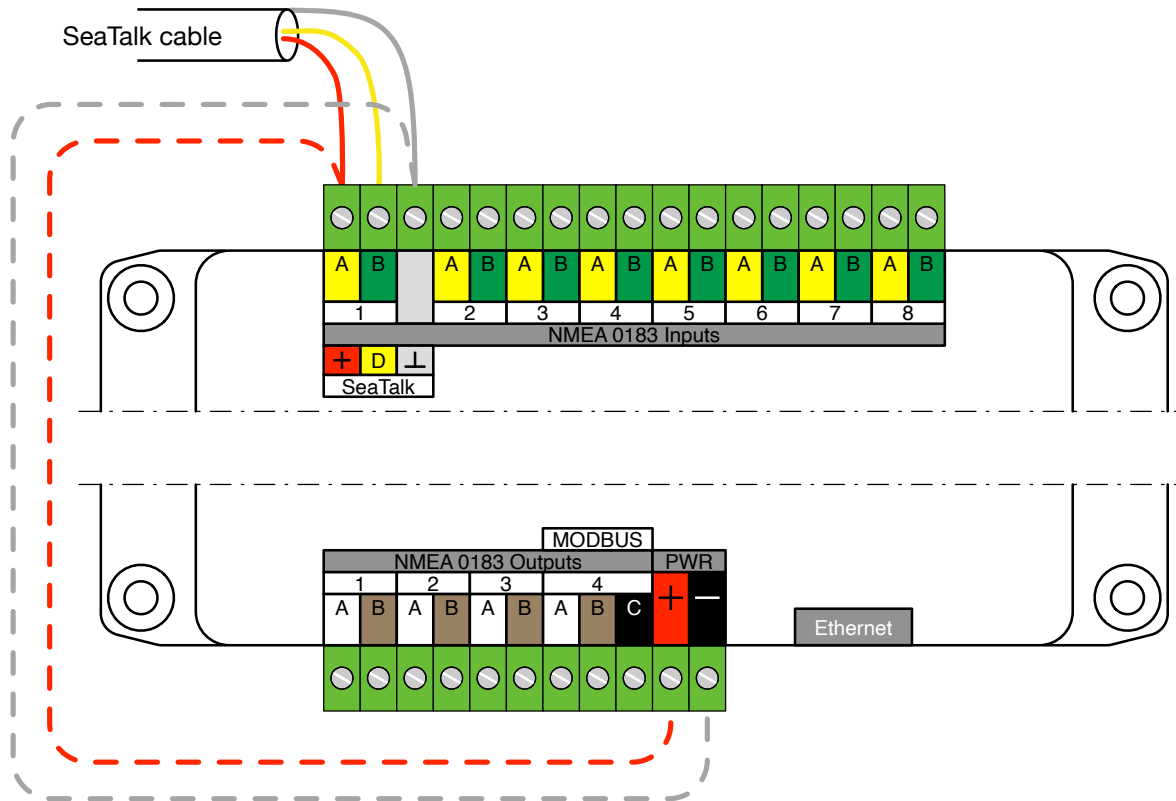 SeaTalk cable
A B A B A B A B A B A B A B A B
1 2 3 4 5 6 7 8
NMEA 0183 Inputs
+ D ⊥
SeaTalk
MODBUS
NMEA 0183 Outputs PWR
1 2 3 4 + −
A B A B A B A B C
Ethernet